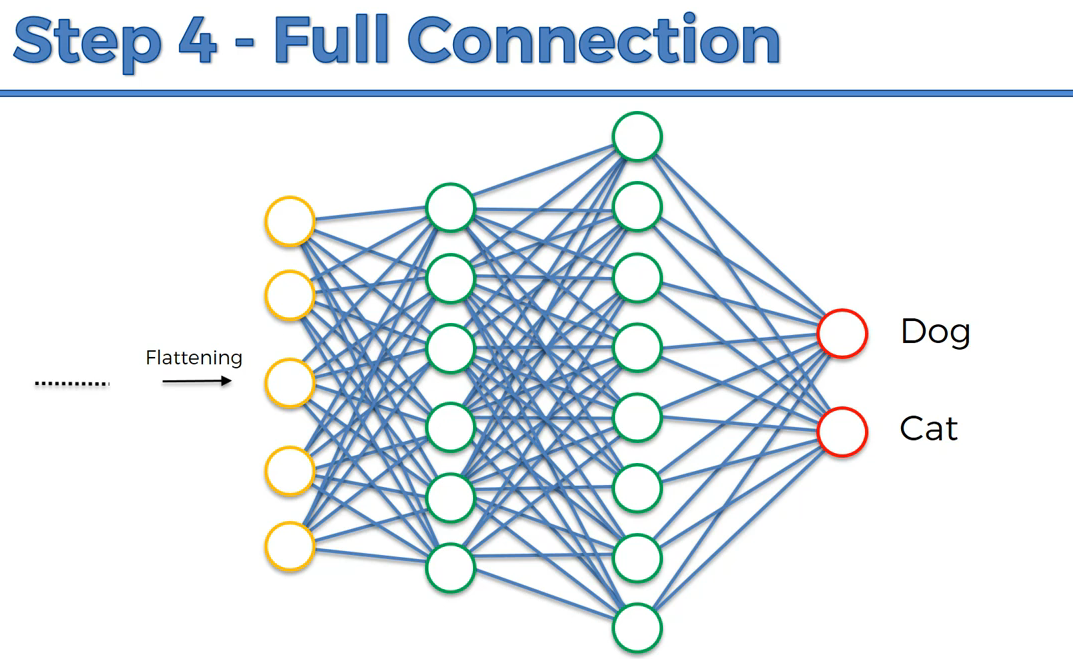 Step 4 - Full Connection
Flattening
Dog
Cat